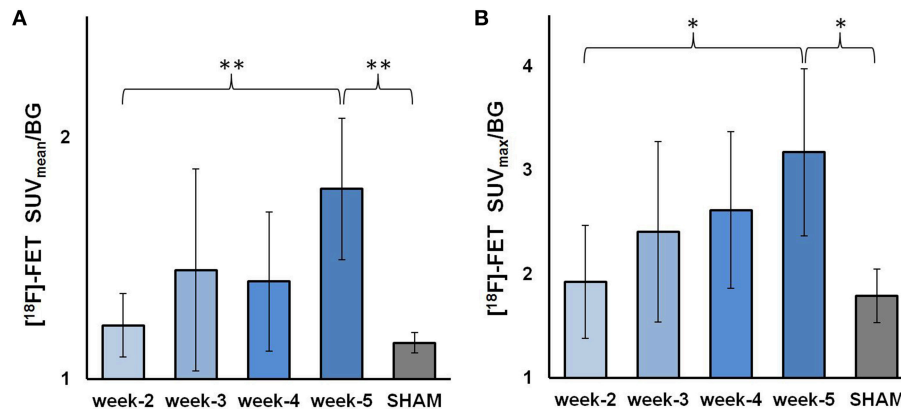 A
[18F]-FET SUVmean/BG
2
1
**
**
week-2 week-3 week-4 week-5 SHAM
B
[18F]-FET SUVmax/BG
4
3
2
1
*
*
week-2 week-3 week-4 week-5 SHAM